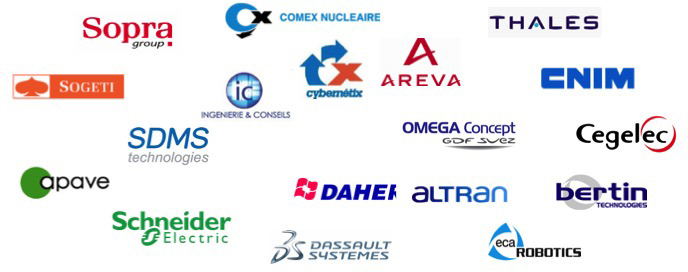 Sopra
group
COMEX NUCLEAIRE
THALES
SOGETI
ic
INGENIERIE & CONSEILS
cybernétix
AREVA
CNIM
SDMS
technologies
OMEGA Concept
GDF SUEZ
Cegelec
apave
DAHER
ALTRAN
bertin
TECHNOLOGIES
Schneider
Electric
DASSAULT
SYSTEMES
eca
ROBOTICS